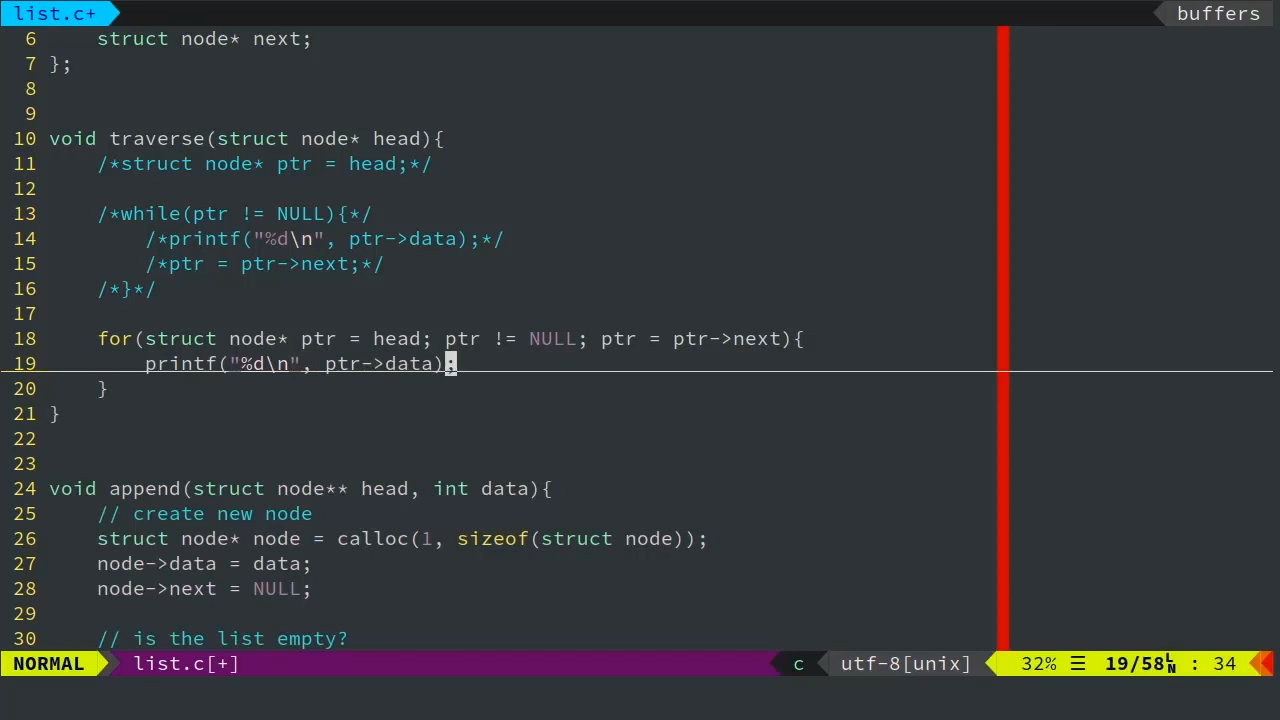 list.c+ buffers
6 struct node* next;
7 };
8
9
10 void traverse(struct node* head){
11 /*struct node* ptr = head;*/
12
13 /*while(ptr != NULL){*/
14 /*printf("%d\n", ptr->data);*/
15 /*ptr = ptr->next;*/
16 /*}*/
17
18 for(struct node* ptr = head; ptr != NULL; ptr = ptr->next){
19 printf("%d\n", ptr->data);
20 }
21 }
22
23
24 void append(struct node** head, int data){
25 // create new node
26 struct node* node = calloc(1, sizeof(struct node));
27 node->data = data;
28 node->next = NULL;
29
30 // is the list empty?
NORMAL list.c[+] c utf-8[unix] 32% ☰ 19/58␤ : 34